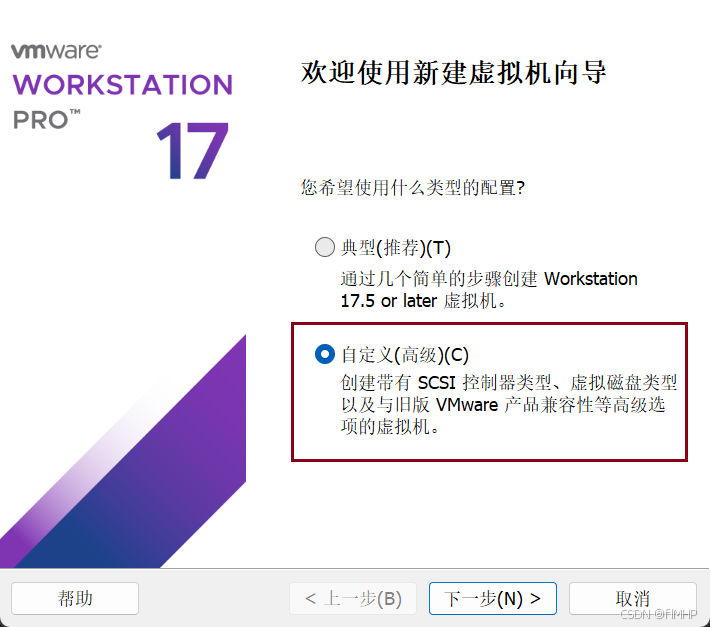 vmware®
WORKSTATION
PRO™
17
欢迎使用新建虚拟机向导
您希望使用什么类型的配置?
典型(推荐)(T)
通过几个简单的步骤创建 Workstation
17.5 or later 虚拟机。
自定义(高级)(C)
创建带有 SCSI 控制器类型、虚拟磁盘类型
以及与旧版 VMware 产品兼容性等高级选
项的虚拟机。
帮助
< 上一步(B)
下一步(N) >
取消
CSDN @flMHP